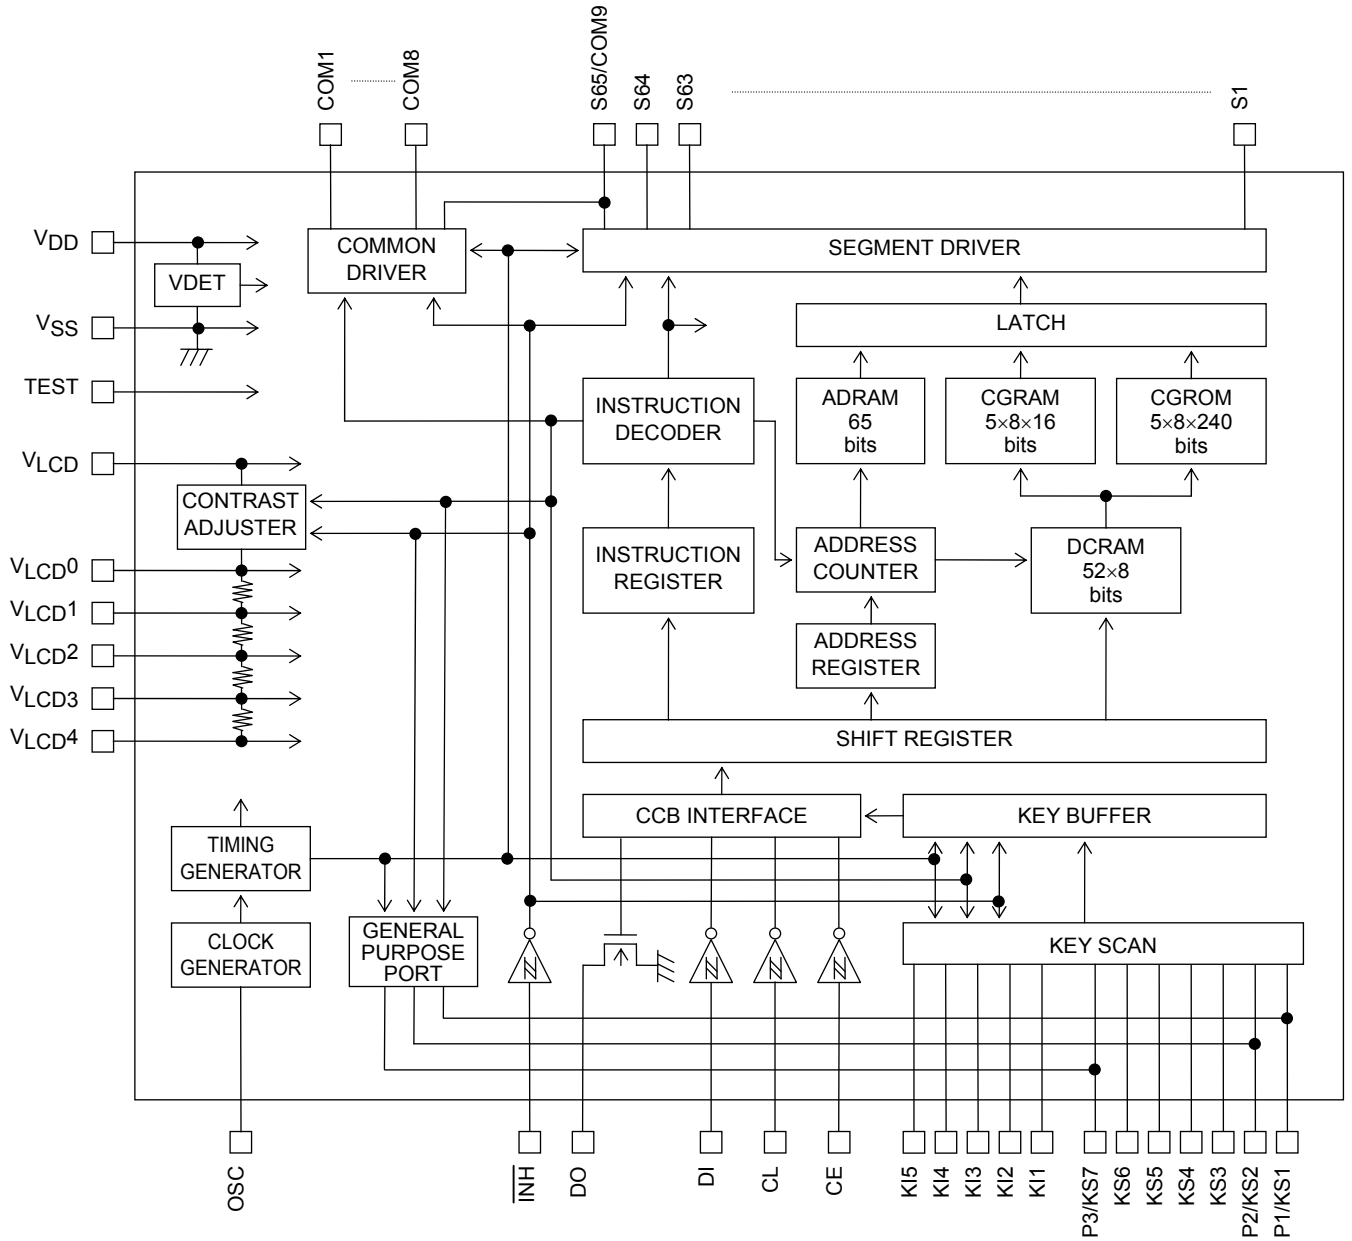 COM1
COM8
S65/COM9
S64
S63
S1
VDD
VDET
VSS
TEST
VLCD
CONTRAST
ADJUSTER
VLCD0
VLCD1
VLCD2
VLCD3
VLCD4
COMMON
DRIVER
SEGMENT DRIVER
LATCH
INSTRUCTION
DECODER
ADRAM
65
bits
CGRAM
5×8×16
bits
CGROM
5×8×240
bits
INSTRUCTION
REGISTER
ADDRESS
COUNTER
DCRAM
52×8
bits
ADDRESS
REGISTER
SHIFT REGISTER
CCB INTERFACE
KEY BUFFER
TIMING
GENERATOR
CLOCK
GENERATOR
GENERAL
PURPOSE
PORT
KEY SCAN
OSC
INH
DO
DI
CL
CE
KI5
KI4
KI3
KI2
KI1
P3/KS7
KS6
KS5
KS4
KS3
P2/KS2
P1/KS1